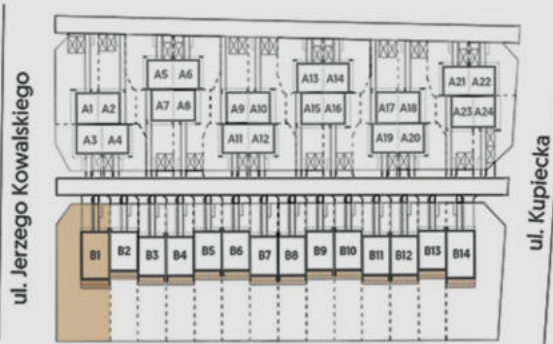 ul. Jerzego Kowalskiego
A5 A6
A13 A14
A21 A22
A1 A2
A7 A8
A9 A10
A15 A16
A17 A18
A23 A24
A3 A4
A11 A12
A19 A20
ul. Kupiecka
B1 B2 B3 B4 B5 B6 B7 B8 B9 B10 B11 B12 B13 B14